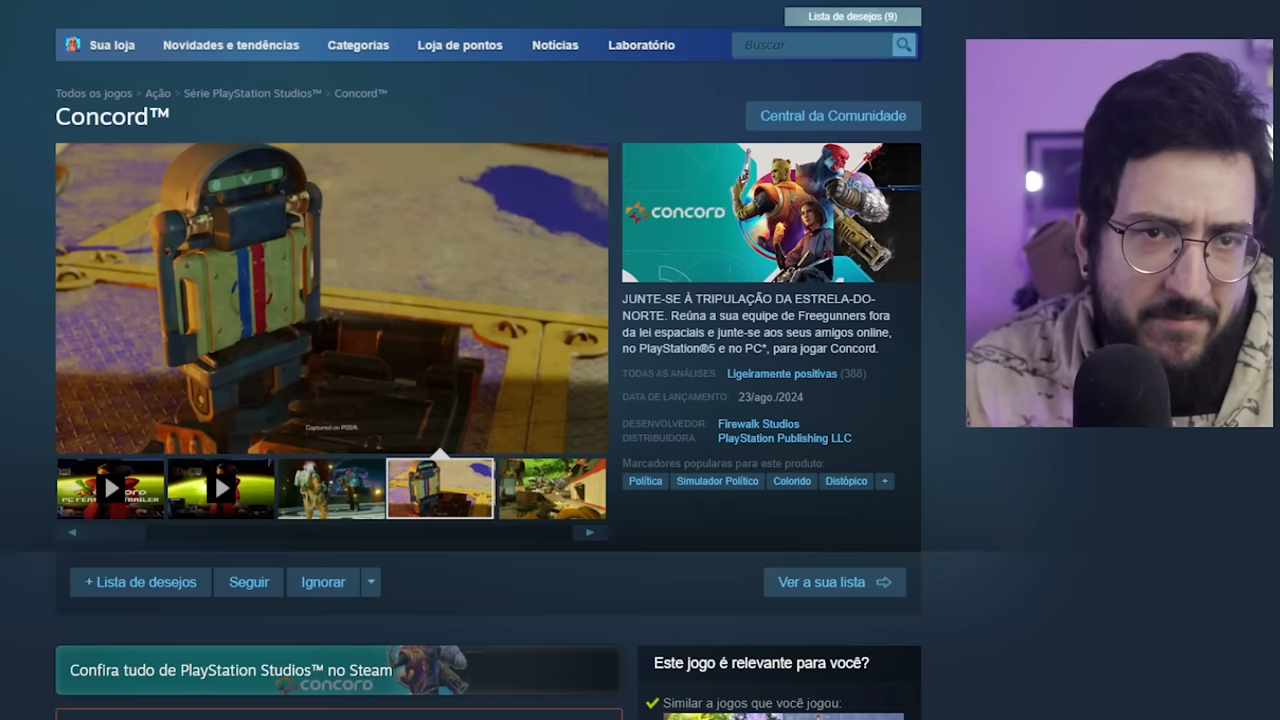 Lista de desejos (9)
Sua loja Novidades e tendências Categorias Loja de pontos Notícias Laboratório Buscar
Todos os jogos > Ação > Série PlayStation Studios™ > Concord™
Concord™
Central da Comunidade
CONCORD
JUNTE-SE À TRIPULAÇÃO DA ESTRELA-DO-
NORTE. Reúna a sua equipe de Freegunners fora
da lei espaciais e junte-se aos seus amigos online,
no PlayStation®5 e no PC*, para jogar Concord.
TODAS AS ANÁLISES: Ligeiramente positivas (388)
DATA DE LANÇAMENTO: 23/ago./2024
DESENVOLVEDOR: Firewalk Studios
DISTRIBUIDORA: PlayStation Publishing LLC
Marcadores populares para este produto:
Política Simulador Político Colorido Distópico +
Captured on PS5®
+ Lista de desejos Seguir Ignorar
Ver a sua lista
Confira tudo de PlayStation Studios™ no Steam
CONCORD
Este jogo é relevante para você?
Similar a jogos que você jogou: